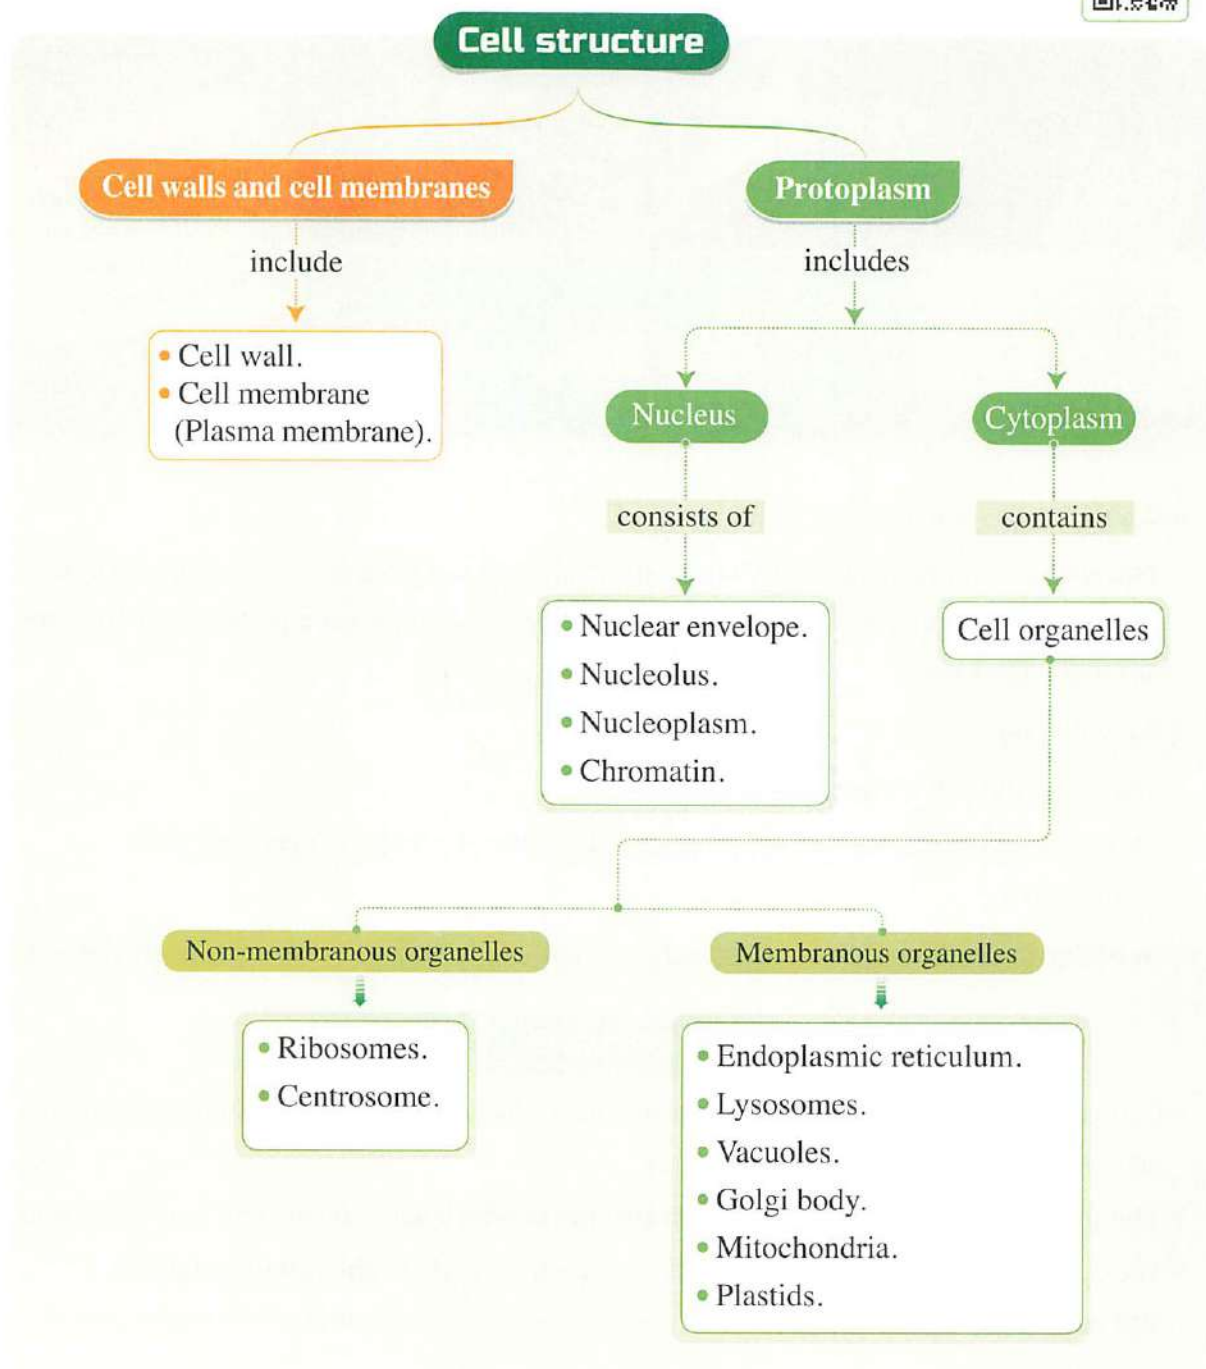 Cell structure
Cell walls and cell membranes
Protoplasm
include
includes
• Cell wall.
• Cell membrane
(Plasma membrane).
Nucleus
Cytoplasm
consists of
contains
• Nuclear envelope.
• Nucleolus.
• Nucleoplasm.
• Chromatin.
Cell organelles
Non-membranous organelles
Membranous organelles
• Ribosomes.
• Centrosome.
• Endoplasmic reticulum.
• Lysosomes.
• Vacuoles.
• Golgi body.
• Mitochondria.
• Plastids.